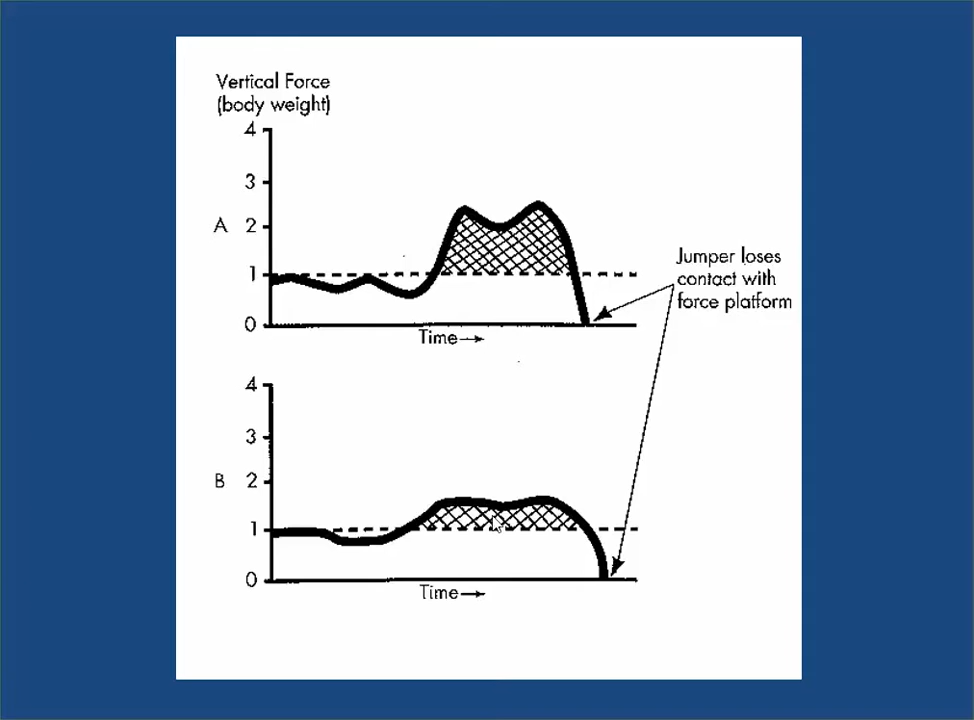 Vertical Force
(body weight)
4
3
A 2
1
0
Time
Jumper loses
contact with
force platform
4
3
B 2
1
0
Time